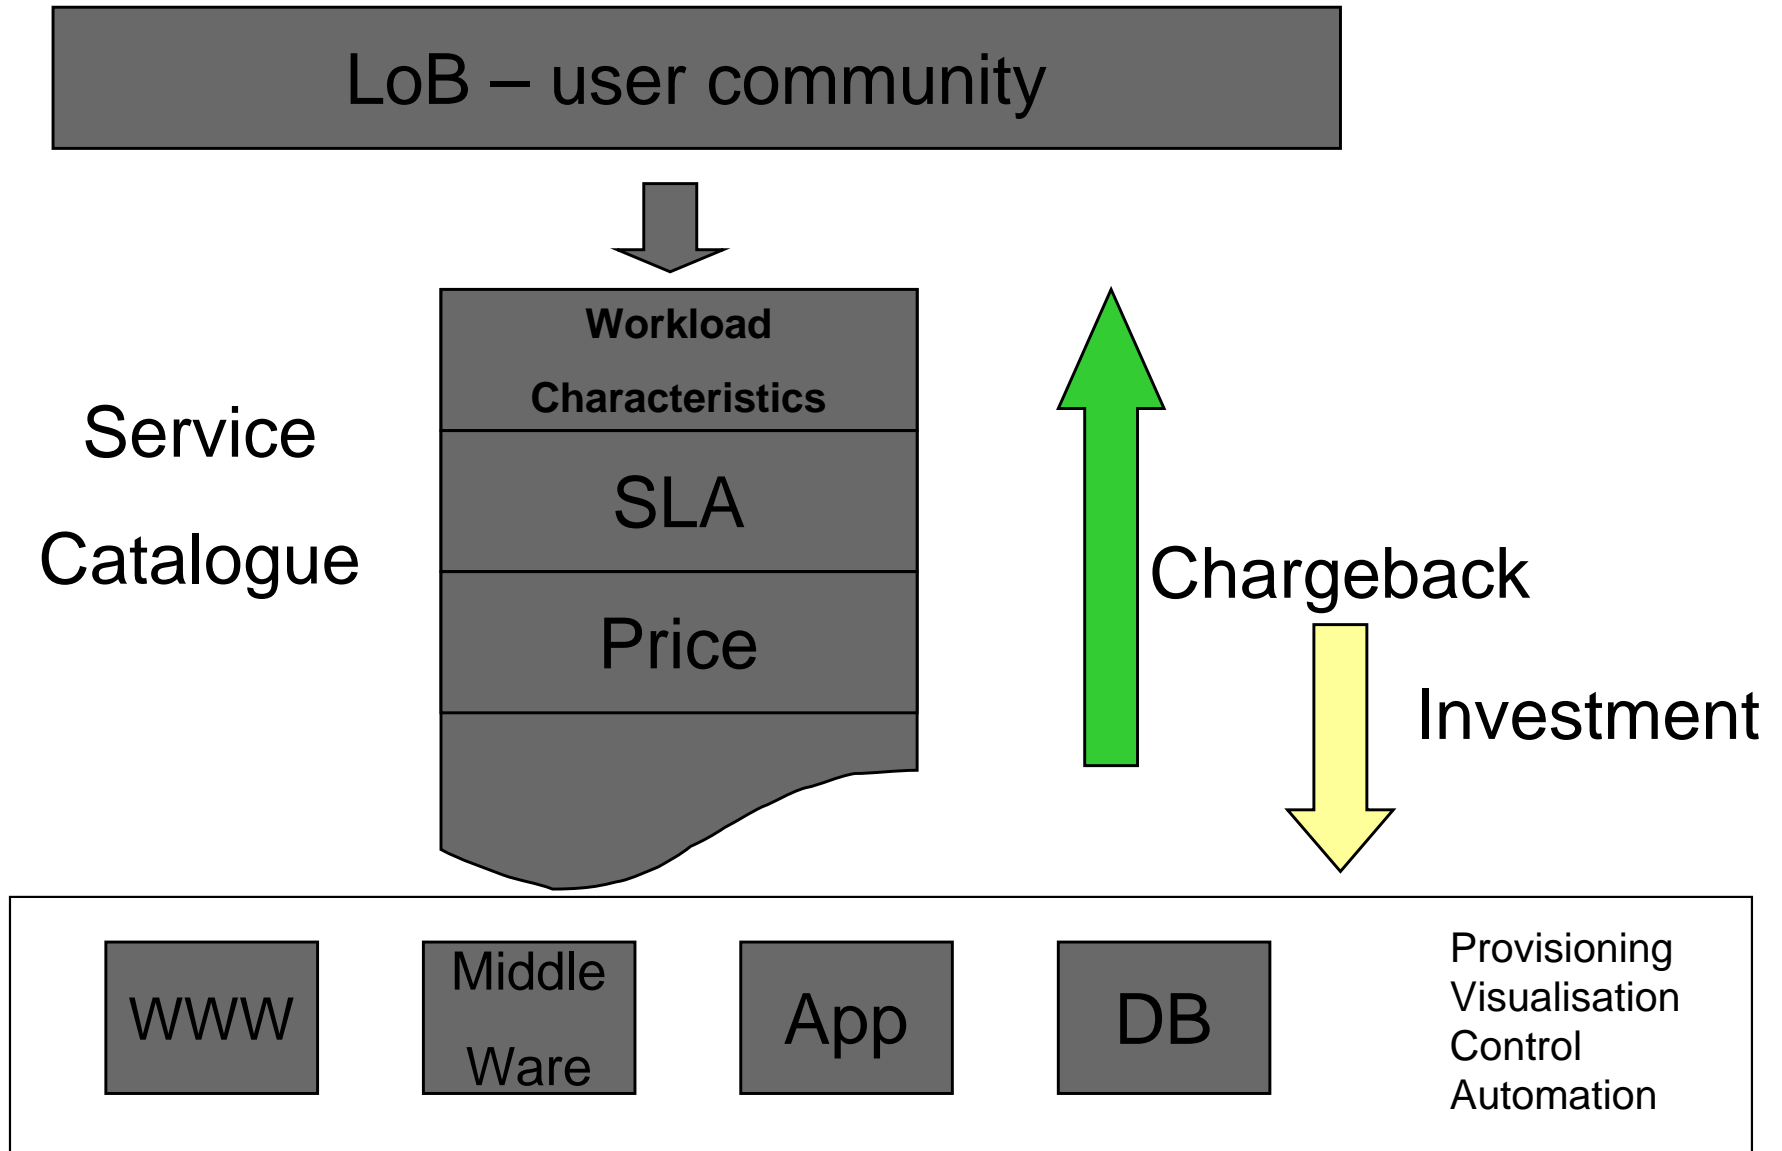 LoB – user community
Workload
Characteristics
Service
Catalogue
SLA
Price
Chargeback
Investment
WWW
Middle
Ware
App
DB
Provisioning
Visualisation
Control
Automation